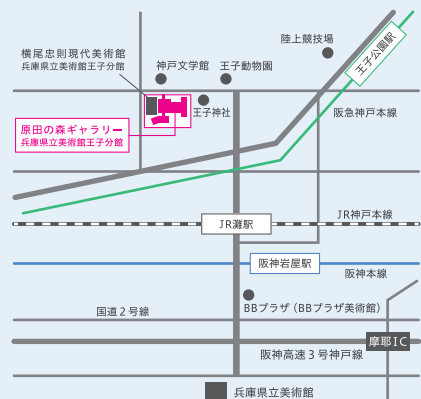 陸上競技場
王子公園駅
横尾忠則現代美術館
兵庫県立美術館王子分館
神戸文学館
王子動物園
王子神社
阪急神戸本線
原田の森ギャラリー
兵庫県立美術館王子分館
JR神戸本線
JR灘駅
阪神岩屋駅
阪神本線
BBプラザ(BBプラザ美術館)
国道2号線
摩耶IC
阪神高速3号神戸線
兵庫県立美術館